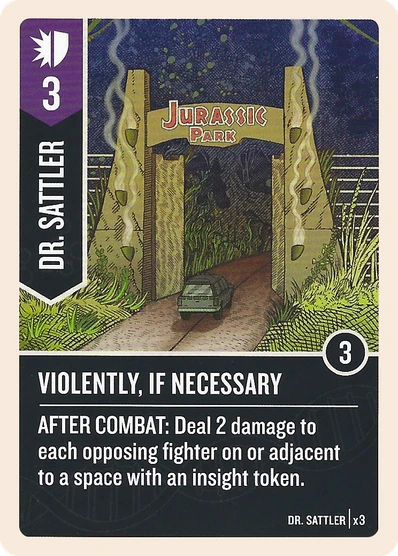 3
DR. SATTLER
JURASSIC
PARK
3
VIOLENTLY, IF NECESSARY
AFTER COMBAT: Deal 2 damage to
each opposing fighter on or adjacent
to a space with an insight token.
DR. SATTLER | x3